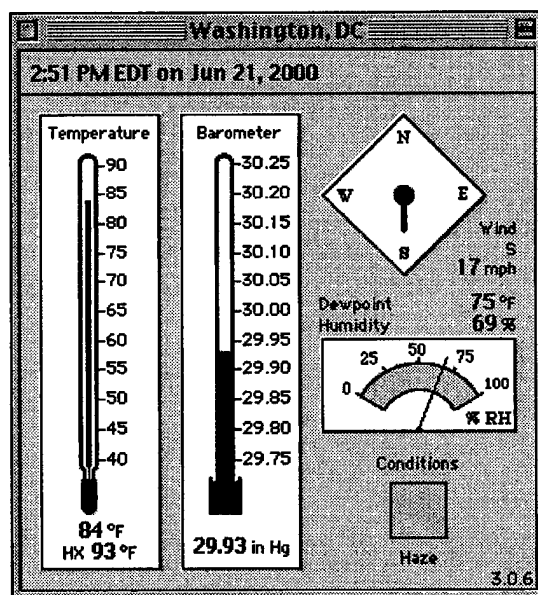 Washington, DC
2:51 PM EDT on Jun 21, 2000
Temperature
90
85
80
75
70
65
60
55
50
45
40
84 °F
HX 93 °F
Barometer
30.25
30.20
30.15
30.10
30.05
30.00
29.95
29.90
29.85
29.80
29.75
29.93 in Hg
N
W E
S
Wind
S
17 mph
Dewpoint 75 °F
Humidity 69 %
0 25 50 75 100
% RH
Conditions
Haze
3.0.6